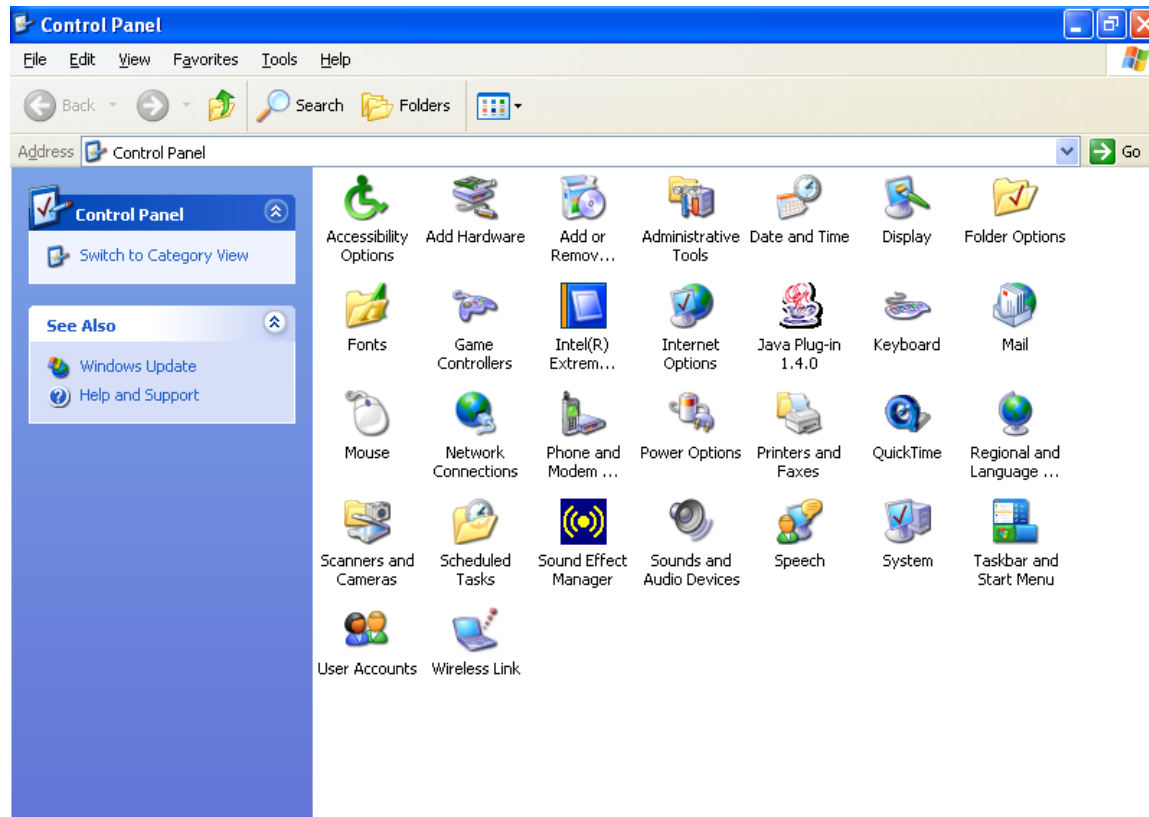 Control Panel
File Edit View Favorites Tools Help
Back Search Folders
Address Control Panel Go
Control Panel
Switch to Category View
See Also
Windows Update
Help and Support
Accessibility Add Hardware Add or Administrative Date and Time Display Folder Options
Options Remov... Tools
Fonts Game Intel(R) Internet Java Plug-in Keyboard Mail
Controllers Extrem... Options 1.4.0
Mouse Network Phone and Power Options Printers and QuickTime Regional and
Connections Modem ... Faxes Language ...
Scanners and Scheduled Sound Effect Sounds and Speech System Taskbar and
Cameras Tasks Manager Audio Devices Start Menu
User Accounts Wireless Link